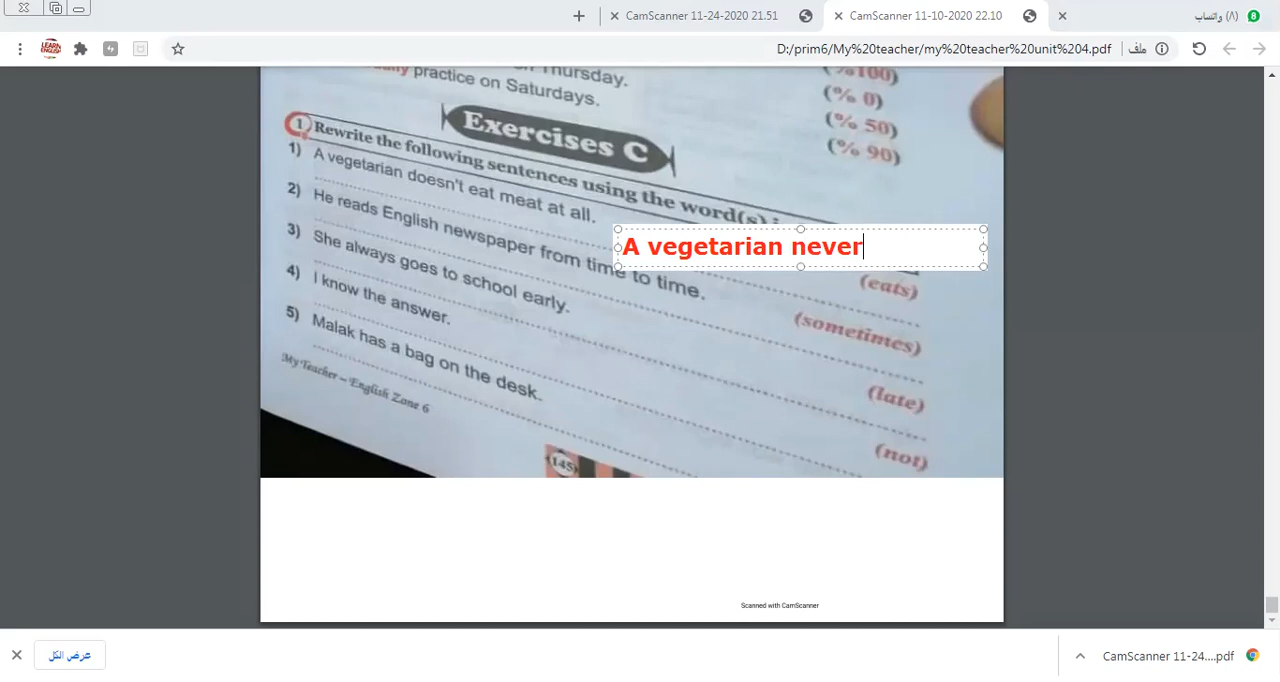 CamScanner 11-24-2020 21.51
CamScanner 11-10-2020 22.10
(٨) واتساب
8
LEARN ENGLISH
D:/prim6/My%20teacher/my%20teacher%20unit%204.pdf
ملف
on Thursday.
practice on Saturdays.
(%100)
(% 0)
(% 50)
(% 90)
Exercises C
1 Rewrite the following sentences using the word(s)
1) A vegetarian doesn't eat meat at all.
A vegetarian never
(eats)
2) He reads English newspaper from time to time.
(sometimes)
3) She always goes to school early.
(late)
4) I know the answer.
(not)
5) Malak has a bag on the desk.
My Teacher – English Zone 6
(145)
Scanned with CamScanner
عرض الكل
CamScanner 11-24....pdf